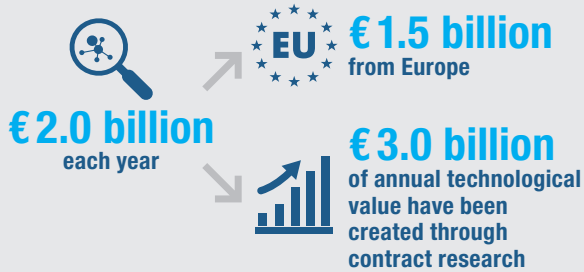 € 2.0 billion
each year
EU
€ 1.5 billion
from Europe
€ 3.0 billion
of annual technological
value have been
created through
contract research